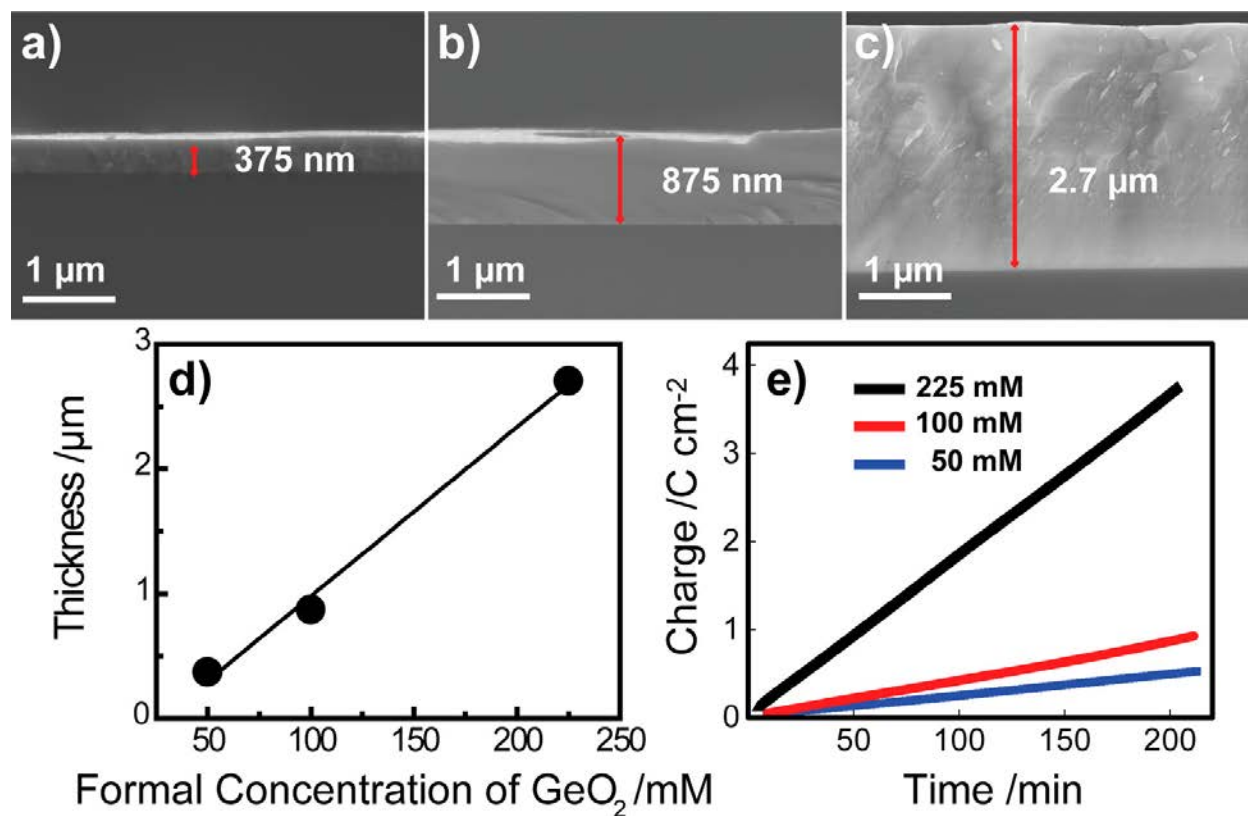 a)
375 nm
1 µm
b)
875 nm
1 µm
c)
2.7 µm
1 µm
d)
3
2
1
0
Thickness /µm
50 100 150 200 250
Formal Concentration of GeO₂ /mM
e)
225 mM
100 mM
50 mM
4
3
2
1
0
Charge /C cm⁻²
50 100 150 200
Time /min